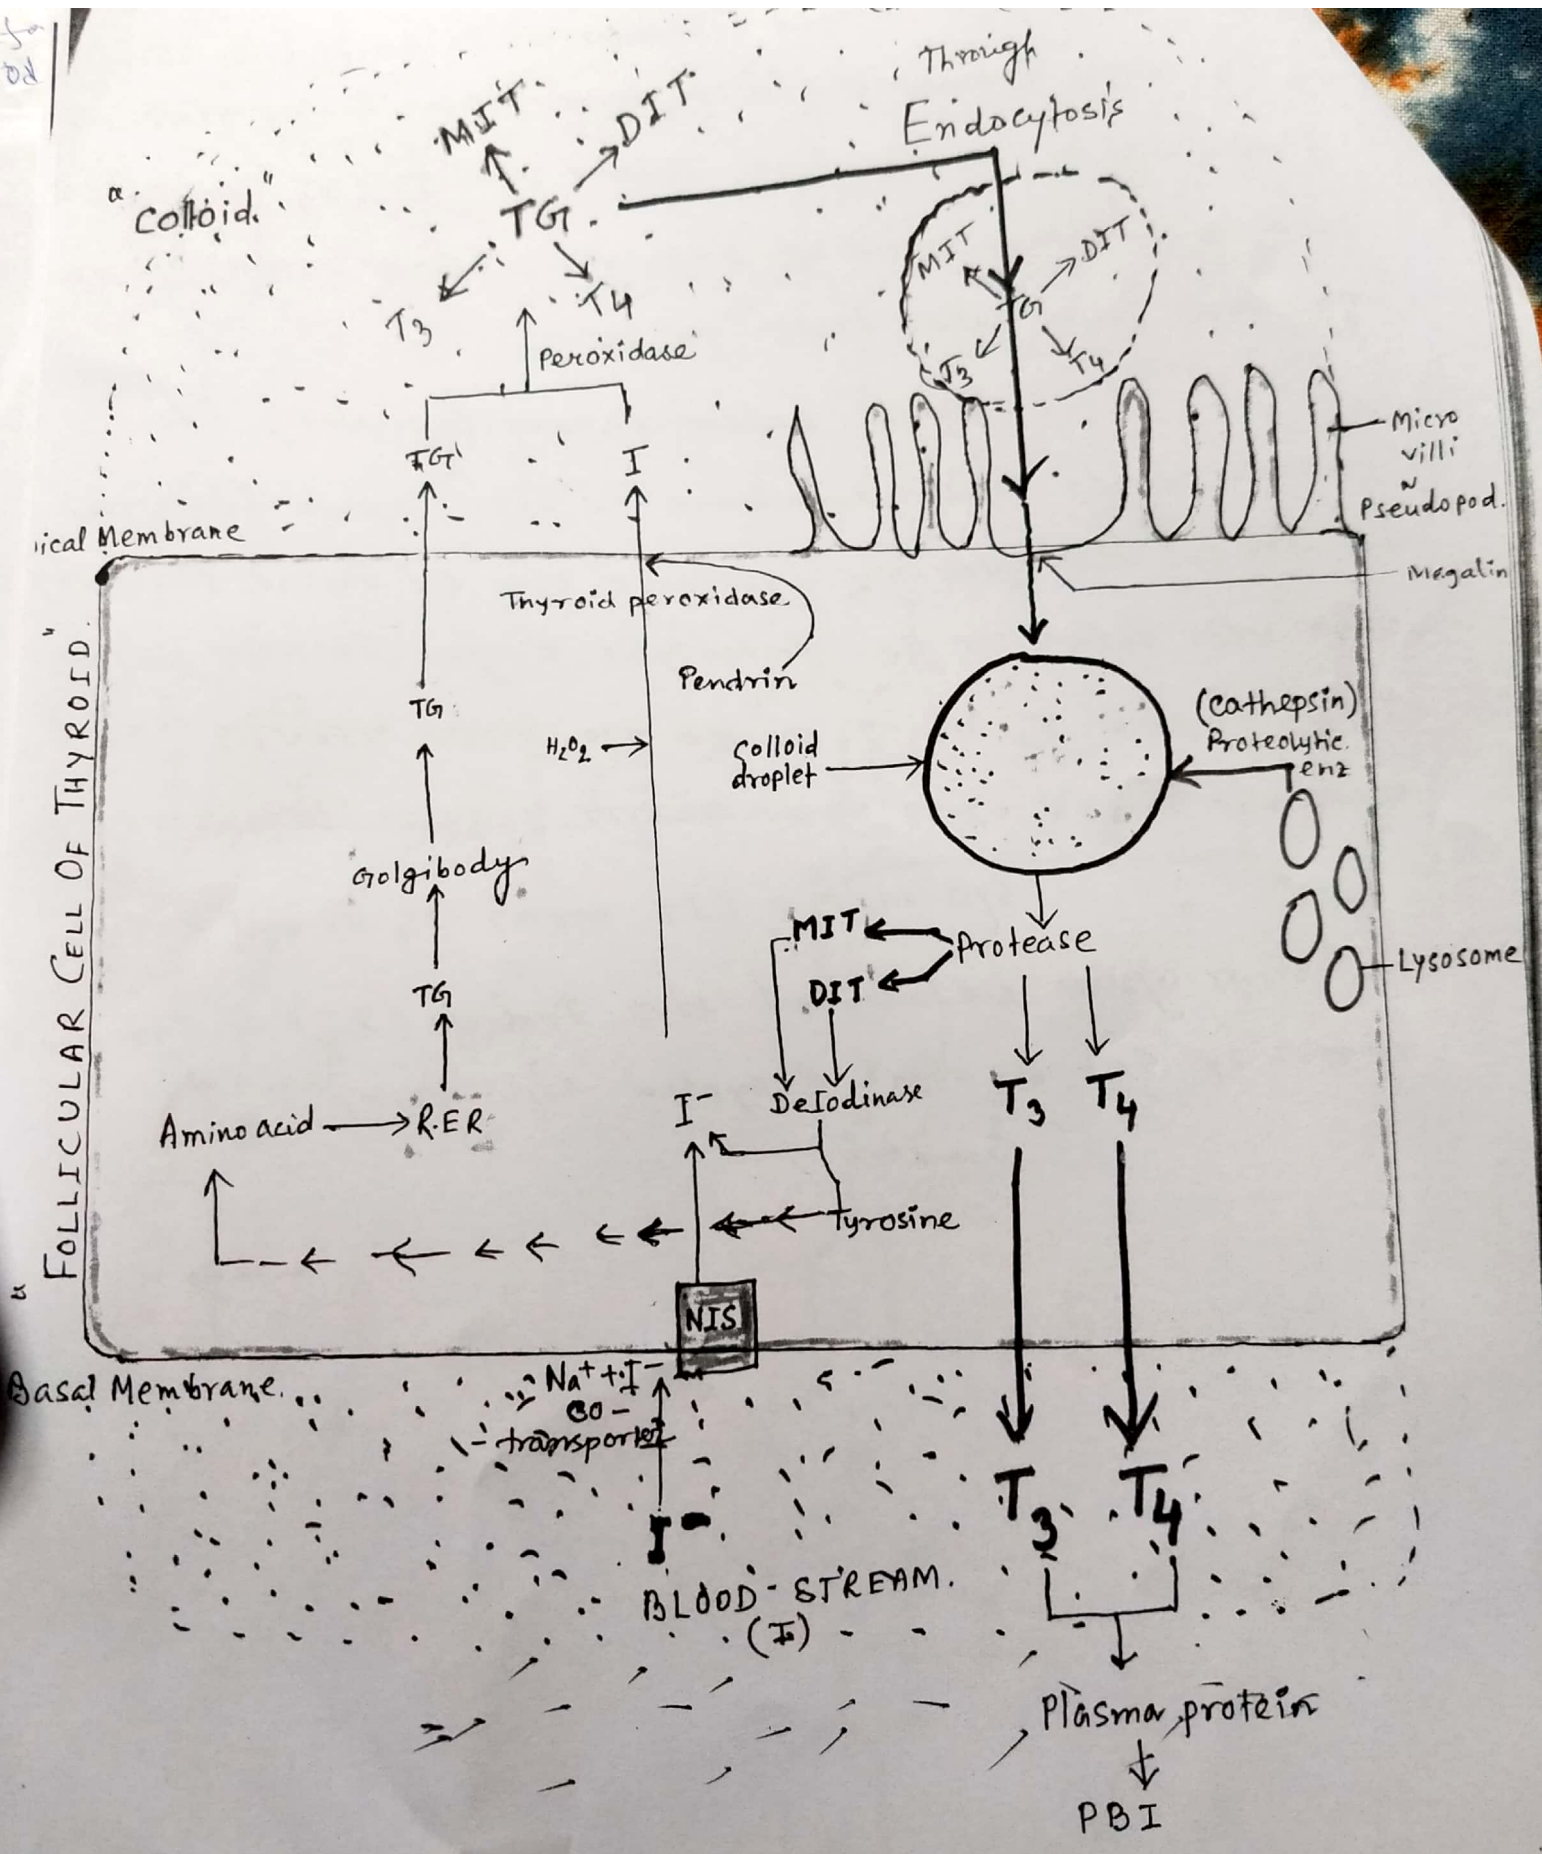 Through
Endocytosis
MIT
DIT
"Colloid."
TG
T3
T4
MIT
DIT
TG
T3
T4
Peroxidase
TG
I
Micro
villi
~
Pseudopod.
ical Membrane
Megalin
Thyroid peroxidase
Pendrin
TG
H2O2
Colloid
droplet
(Cathepsin)
Proteolytic
enz
"FOLLICULAR CELL OF THYROID"
Golgibody
MIT
Protease
DIT
Lysosome
TG
I-
DeIodinase
T3
T4
Amino acid
R.E.R
Tyrosine
NIS
Basal Membrane.
Na+ + I-
CO-
transporter
T3
T4
I-
BLOOD-STREAM.
(I)
Plasma protein
PBI